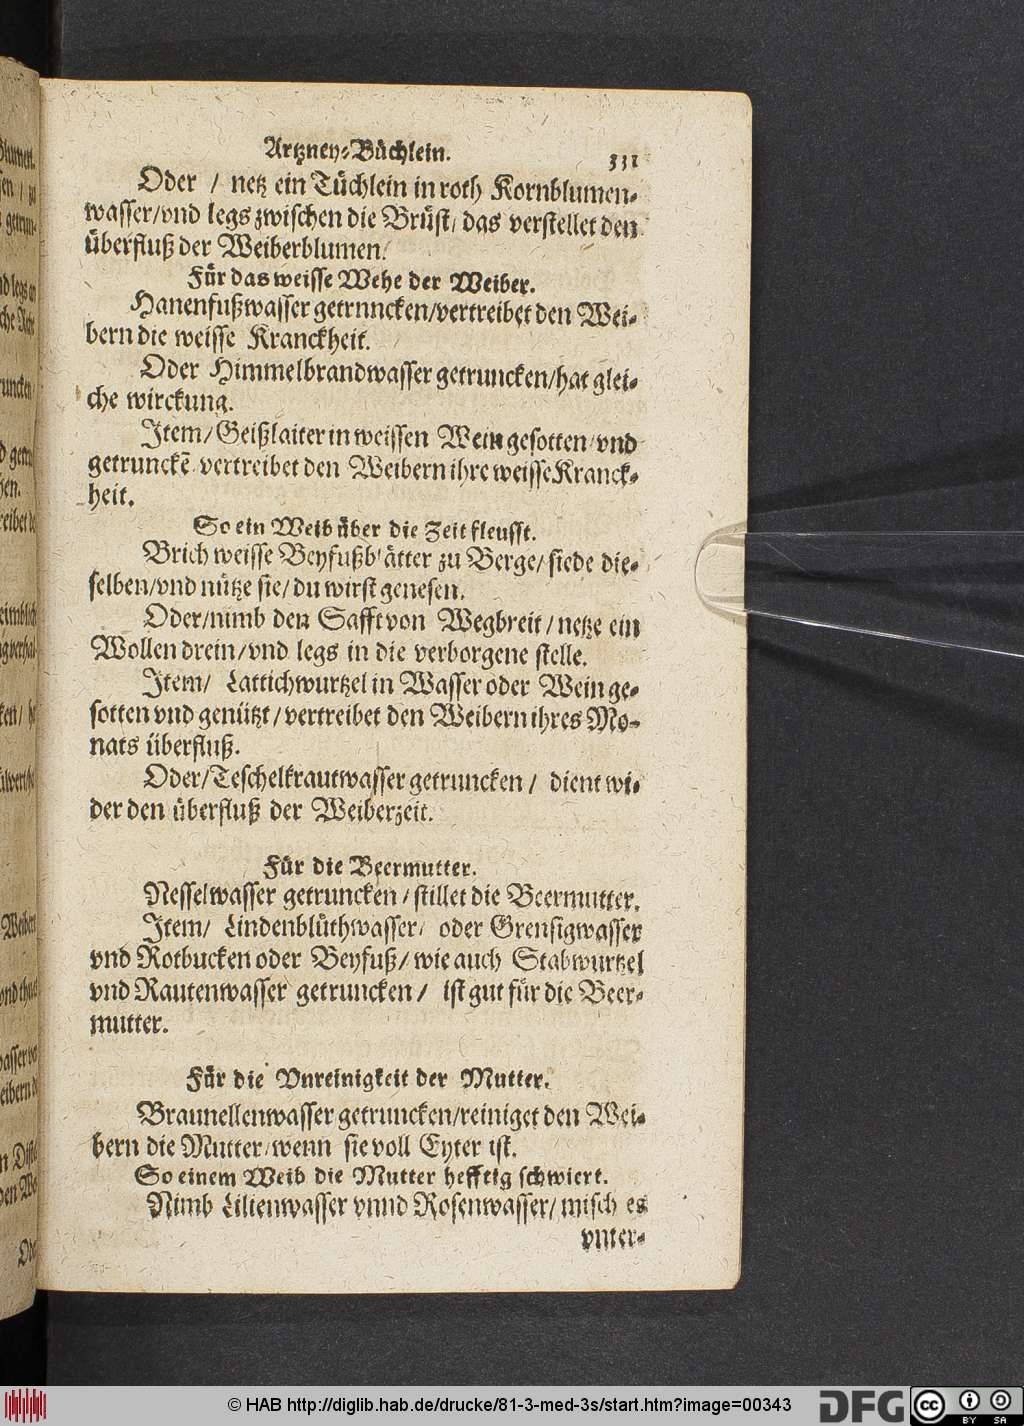 Artzney-Büchlein. 331
Oder / netz ein Tüchlein in roth Kornblumen-
wasser/vnd legs zwischen die Brüst/ das verstellet den
überfluß der Weiberblumen.
Für das weisse Wehe der Weiber.
Hanenfußwasser getrnncken/vertreibet den Wei-
bern die weisse Kranckheit.
Oder Himmelbrandwasser getruncken/hat glei-
che wirckung.
Item/ Geißlaiter in weissen Wein gesotten/vnd
getrunckē/ vertreibet den Weibern ihre weisse Kranck-
heit.
So ein Weib über die Zeit fleusst.
Brich weisse Beyfußb'ätter zu Berge/ siede die-
selben/vnd nütze sie/ du wirst genesen.
Oder/nimb den Safft von Wegbreit / netze ein
Wollen drein/vnd legs in die verborgene stelle.
Item/ Lattichwurtzel in Wasser oder Wein ge-
sotten vnd genützt / vertreibet den Weibern ihres Mo-
nats überfluß.
Oder/Teschelkrautwasser getruncken / dient wi-
der den überfluß der Weiberzeit.
Für die Beermutter.
Nesselwasser getruncken / stillet die Beermutter.
Item/ Lindenblüthwasser/ oder Grensigwasser
vnd Rotbucken oder Beyfuß/ wie auch Stabwurtzel
vnd Rautenwasser getruncken / ist gut für die Beer-
mutter.
Für die Vnreinigkeit der Mutter.
Braunellenwasser getruncken/reiniget den Wei-
bern die Mutter/wenn sie voll Eyter ist.
So einem Weib die Mutter hefftig schwiert.
Nimb Lilienwasser vnnd Rosenwasser/ misch es
vnter-
© HAB http://diglib.hab.de/drucke/81-3-med-3s/start.htm?image=00343
DFG
cc BY SA